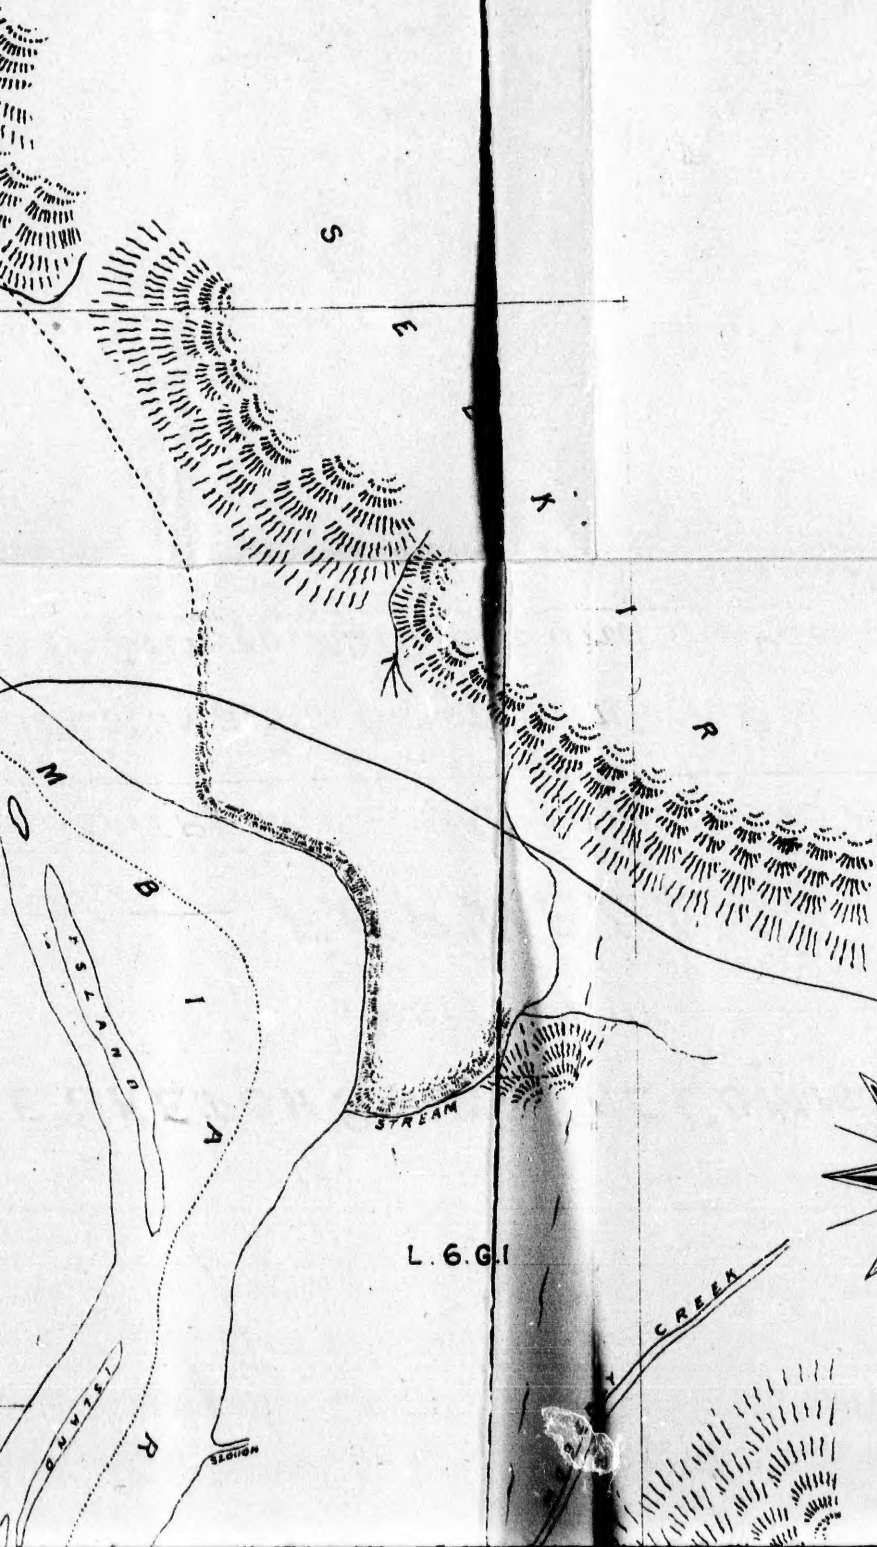 S E L K I R
M B I A R
ISLAND
STREAM
L. 6. G. I
CREEK
ISLAND
SLOUGH